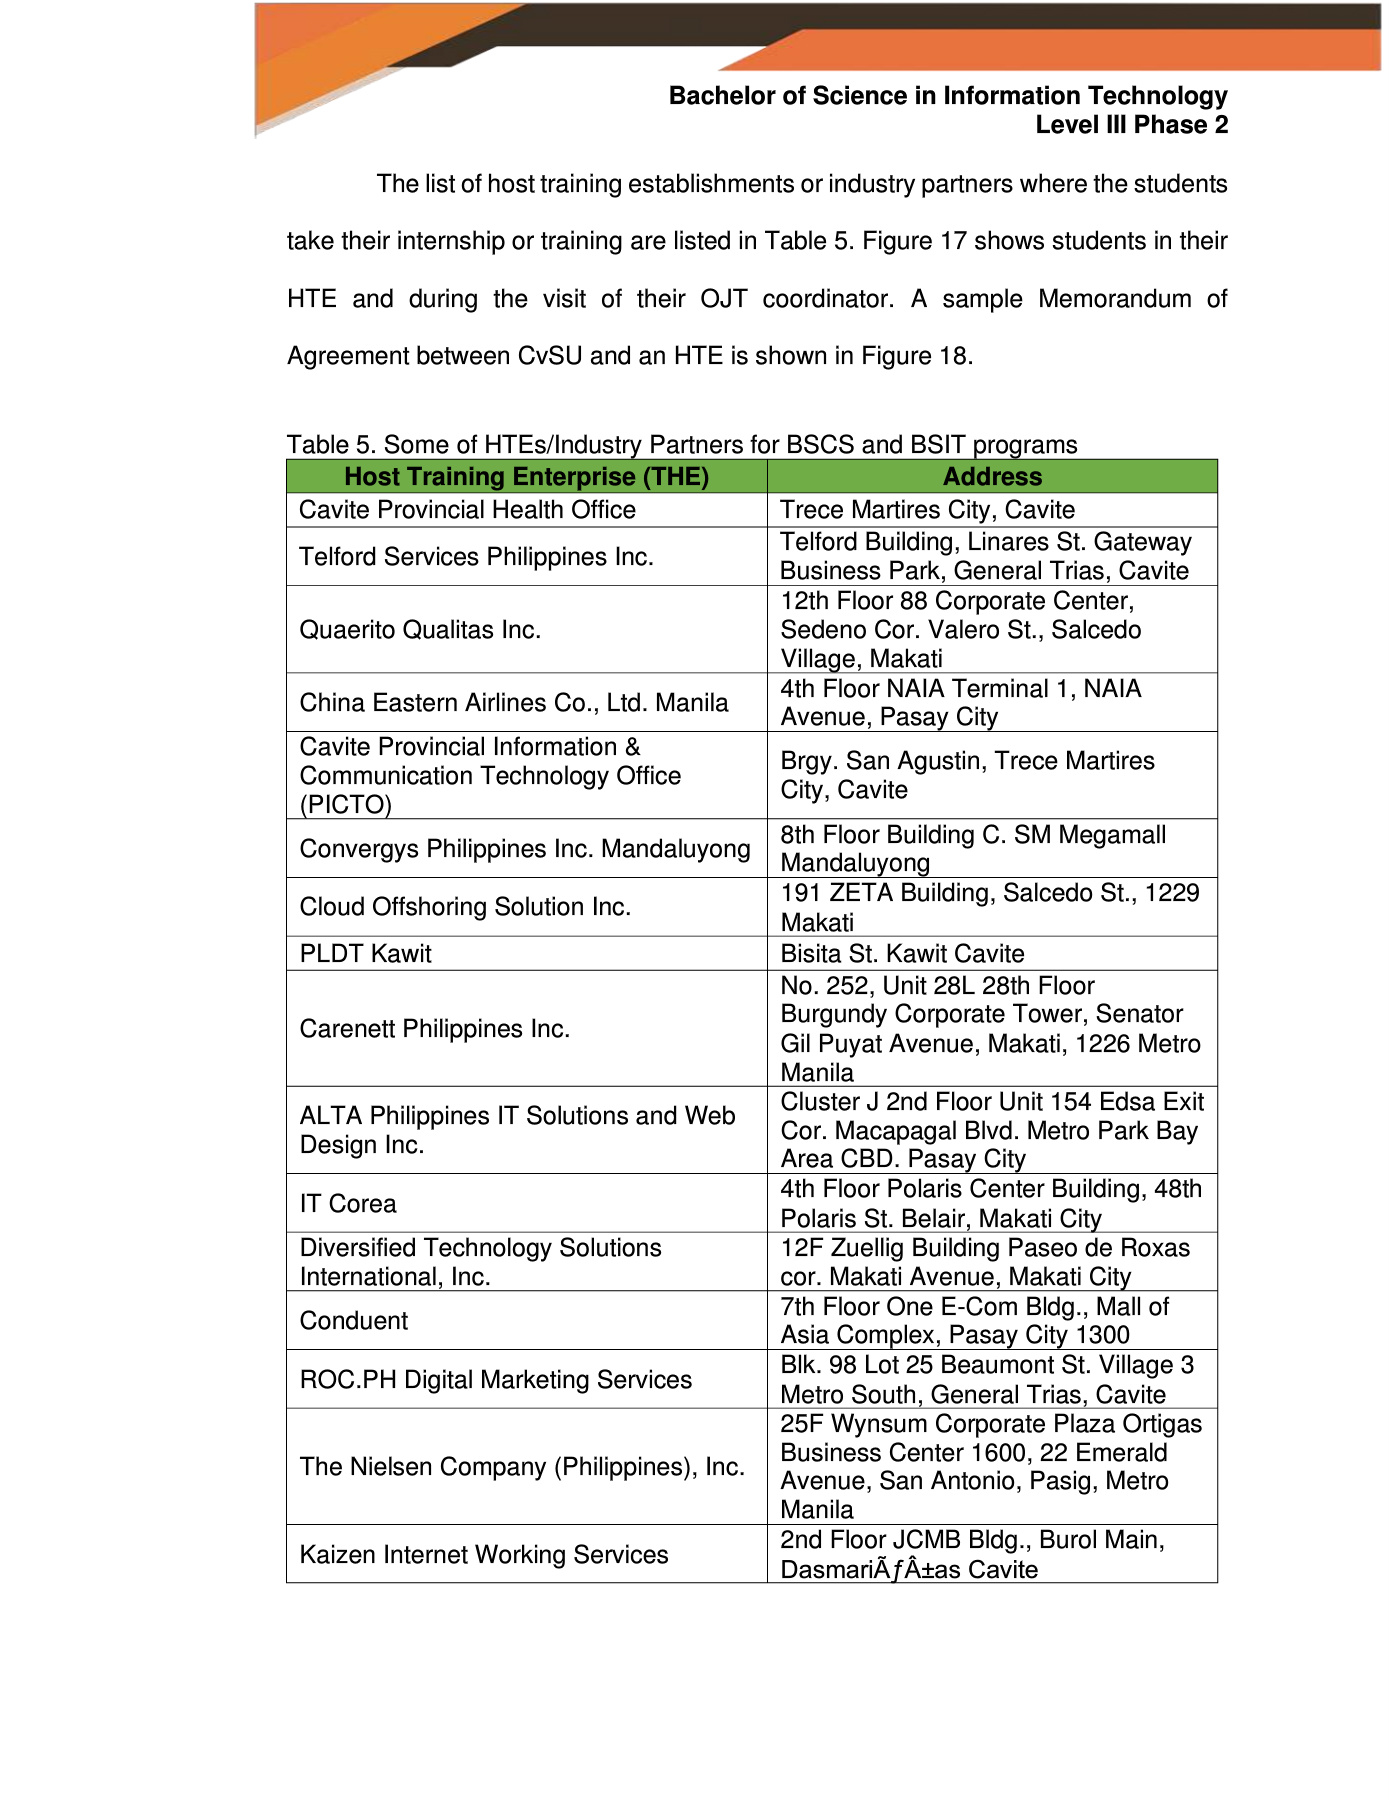 Bachelor of Science in Information Technology
Level III Phase 2
The list of host training establishments or industry partners where the students
take their internship or training are listed in Table 5. Figure 17 shows students in their
HTE and during the visit of their OJT coordinator. A sample Memorandum of
Agreement between CvSU and an HTE is shown in Figure 18.
Table 5. Some of HTEs/Industry Partners for BSCS and BSIT programs
Host Training Enterprise (THE) Address
Cavite Provincial Health Office Trece Martires City, Cavite
Telford Services Philippines Inc.
Telford Building, Linares St. Gateway
Business Park, General Trias, Cavite
Quaerito Qualitas Inc.
12th Floor 88 Corporate Center,
Sedeno Cor. Valero St., Salcedo
Village, Makati
China Eastern Airlines Co., Ltd. Manila
4th Floor NAIA Terminal 1, NAIA
Avenue, Pasay City
Cavite Provincial Information &
Communication Technology Office
(PICTO)
Brgy. San Agustin, Trece Martires
City, Cavite
Convergys Philippines Inc. Mandaluyong
8th Floor Building C. SM Megamall
Mandaluyong
Cloud Offshoring Solution Inc.
191 ZETA Building, Salcedo St., 1229
Makati
PLDT Kawit Bisita St. Kawit Cavite
Carenett Philippines Inc.
No. 252, Unit 28L 28th Floor
Burgundy Corporate Tower, Senator
Gil Puyat Avenue, Makati, 1226 Metro
Manila
ALTA Philippines IT Solutions and Web
Design Inc.
Cluster J 2nd Floor Unit 154 Edsa Exit
Cor. Macapagal Blvd. Metro Park Bay
Area CBD. Pasay City
IT Corea
4th Floor Polaris Center Building, 48th
Polaris St. Belair, Makati City
Diversified Technology Solutions
International, Inc.
12F Zuellig Building Paseo de Roxas
cor. Makati Avenue, Makati City
Conduent
7th Floor One E-Com Bldg., Mall of
Asia Complex, Pasay City 1300
ROC.PH Digital Marketing Services
Blk. 98 Lot 25 Beaumont St. Village 3
Metro South, General Trias, Cavite
The Nielsen Company (Philippines), Inc.
25F Wynsum Corporate Plaza Ortigas
Business Center 1600, 22 Emerald
Avenue, San Antonio, Pasig, Metro
Manila
Kaizen Internet Working Services
2nd Floor JCMB Bldg., Burol Main,
DasmariÃƒÂ±as Cavite